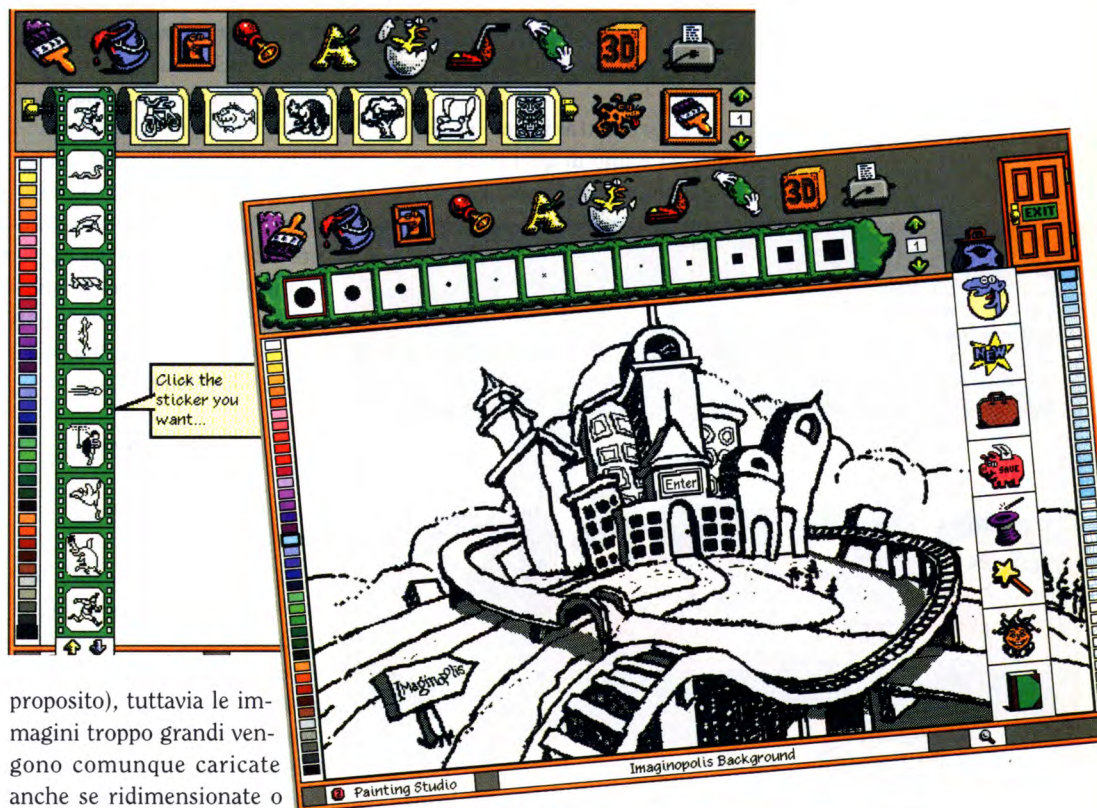 3D
1
Click the
sticker you
want...
3D
1
EXIT
NEW
SAVE
Enter
Imaginopolis
Imaginopolis Background
Painting Studio
proposito), tuttavia le im-
magini troppo grandi ven-
gono comunque caricate
anche se ridimensionate o